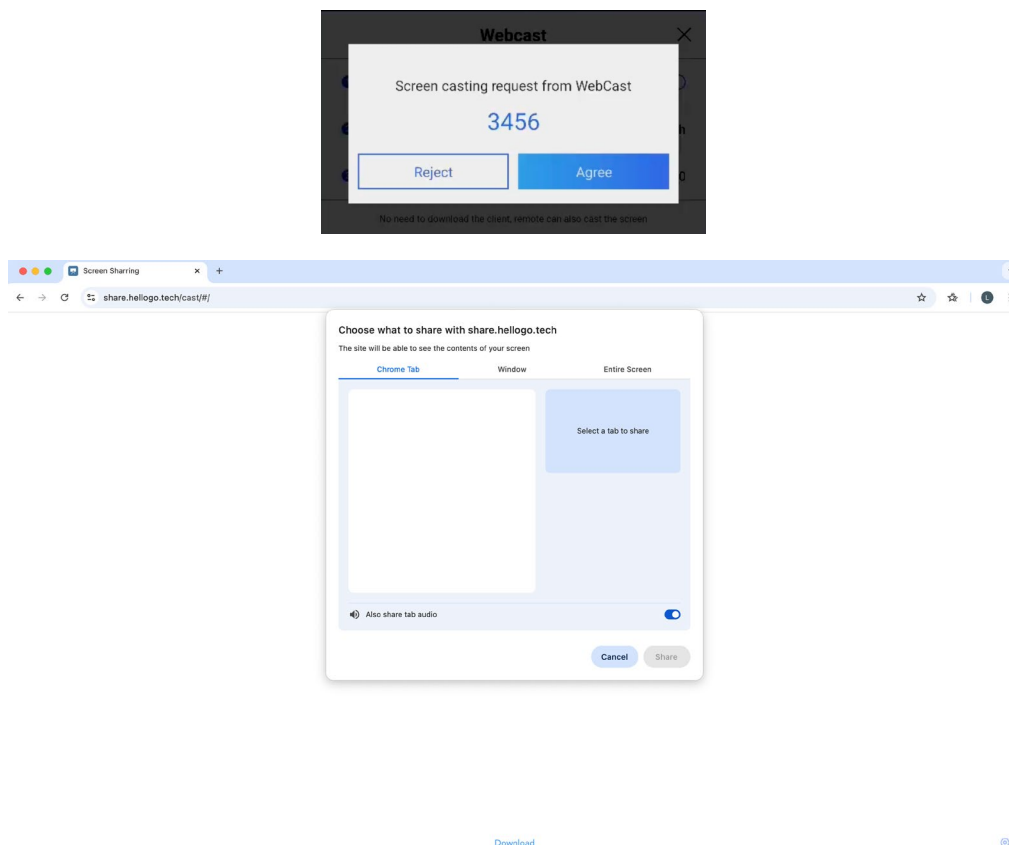 Webcast
Screen casting request from WebCast
3456
Reject Agree
No need to download the client, remote can also cast the screen
Screen Sharring
share.hellogo.tech/cast/#/
L
Choose what to share with share.hellogo.tech
The site will be able to see the contents of your screen
Chrome Tab Window Entire Screen
Select a tab to share
Also share tab audio
Cancel Share
Download